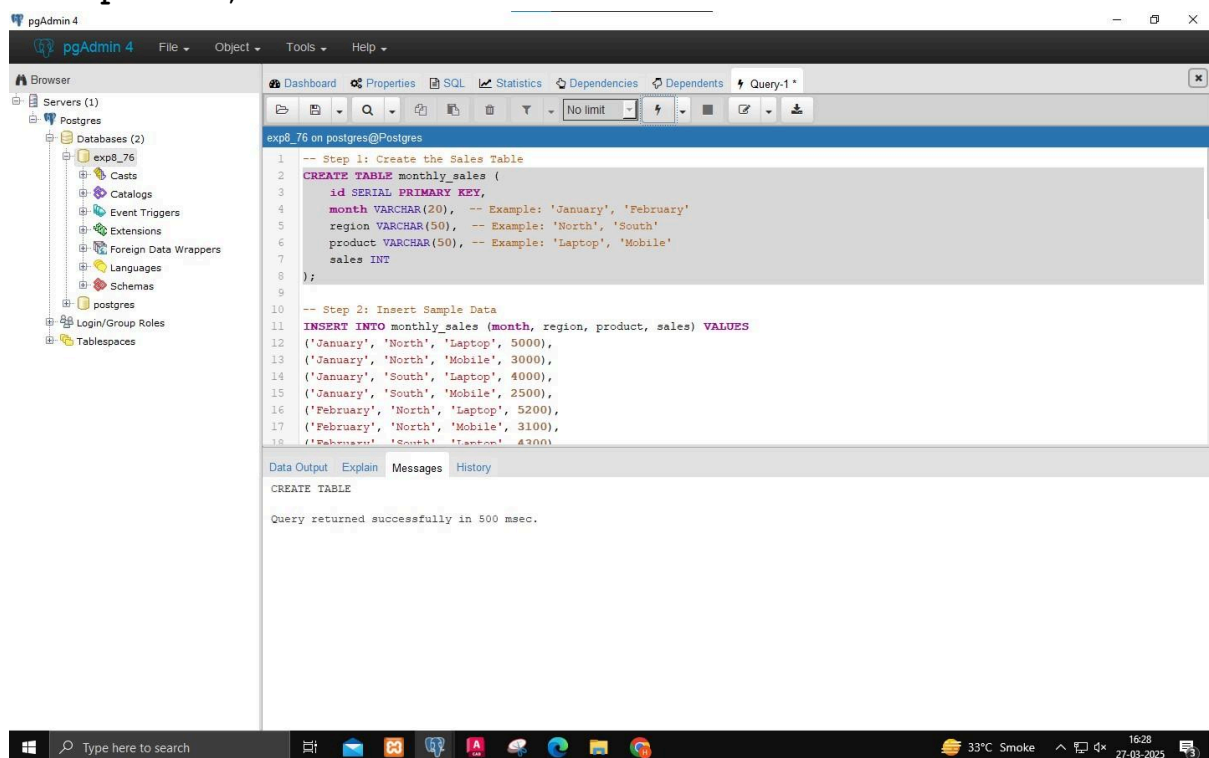 pgAdmin 4
pgAdmin 4 File Object Tools Help
Browser
Dashboard Properties SQL Statistics Dependencies Dependents Query-1 *
Servers (1)
Postgres
Databases (2)
exp8_76
Casts
Catalogs
Event Triggers
Extensions
Foreign Data Wrappers
Languages
Schemas
postgres
Login/Group Roles
Tablespaces
No limit
exp8_76 on postgres@Postgres
1 -- Step 1: Create the Sales Table
2 CREATE TABLE monthly_sales (
3 id SERIAL PRIMARY KEY,
4 month VARCHAR(20), -- Example: 'January', 'February'
5 region VARCHAR(50), -- Example: 'North', 'South'
6 product VARCHAR(50), -- Example: 'Laptop', 'Mobile'
7 sales INT
8 );
9
10 -- Step 2: Insert Sample Data
11 INSERT INTO monthly_sales (month, region, product, sales) VALUES
12 ('January', 'North', 'Laptop', 5000),
13 ('January', 'North', 'Mobile', 3000),
14 ('January', 'South', 'Laptop', 4000),
15 ('January', 'South', 'Mobile', 2500),
16 ('February', 'North', 'Laptop', 5200),
17 ('February', 'North', 'Mobile', 3100),
18 ('February', 'South', 'Laptop', 4300),
Data Output Explain Messages History
CREATE TABLE
Query returned successfully in 500 msec.
Type here to search
33°C Smoke
16:28
27-03-2025